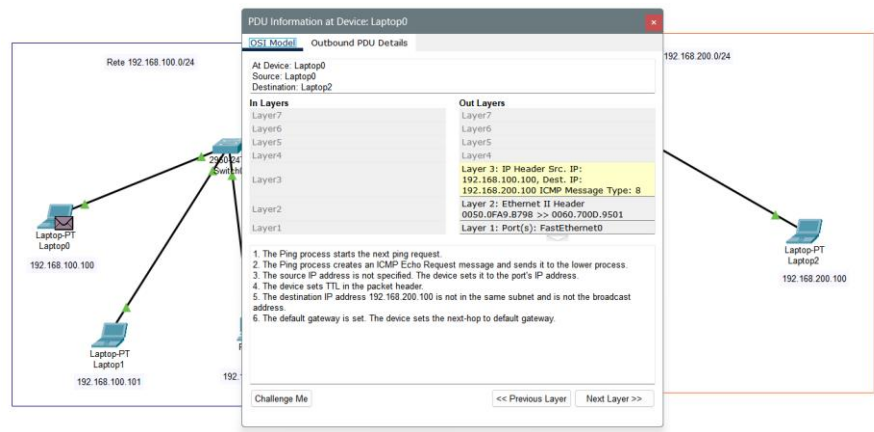 PDU Information at Device: Laptop0
OSI Model Outbound PDU Details
At Device: Laptop0
Source: Laptop0
Destination: Laptop2
In Layers
Layer7
Layer6
Layer5
Layer4
Layer3
Layer2
Layer1
Out Layers
Layer7
Layer6
Layer5
Layer4
Layer 3: IP Header Src. IP:
192.168.100.100, Dest. IP:
192.168.200.100 ICMP Message Type: 8
Layer 2: Ethernet II Header
0050.0FA9.B798 >> 0060.700D.9501
Layer 1: Port(s): FastEthernet0
1. The Ping process starts the next ping request.
2. The Ping process creates an ICMP Echo Request message and sends it to the lower process.
3. The source IP address is not specified. The device sets it to the port's IP address.
4. The device sets TTL in the packet header.
5. The destination IP address 192.168.200.100 is not in the same subnet and is not the broadcast
address.
6. The default gateway is set. The device sets the next-hop to default gateway.
Challenge Me
<< Previous Layer
Next Layer >>
Rete 192.168.100.0/24
Laptop-PT
Laptop0
192.168.100.100
Laptop-PT
Laptop1
192.168.100.101
192.168.200.0/24
Laptop-PT
Laptop2
192.168.200.100